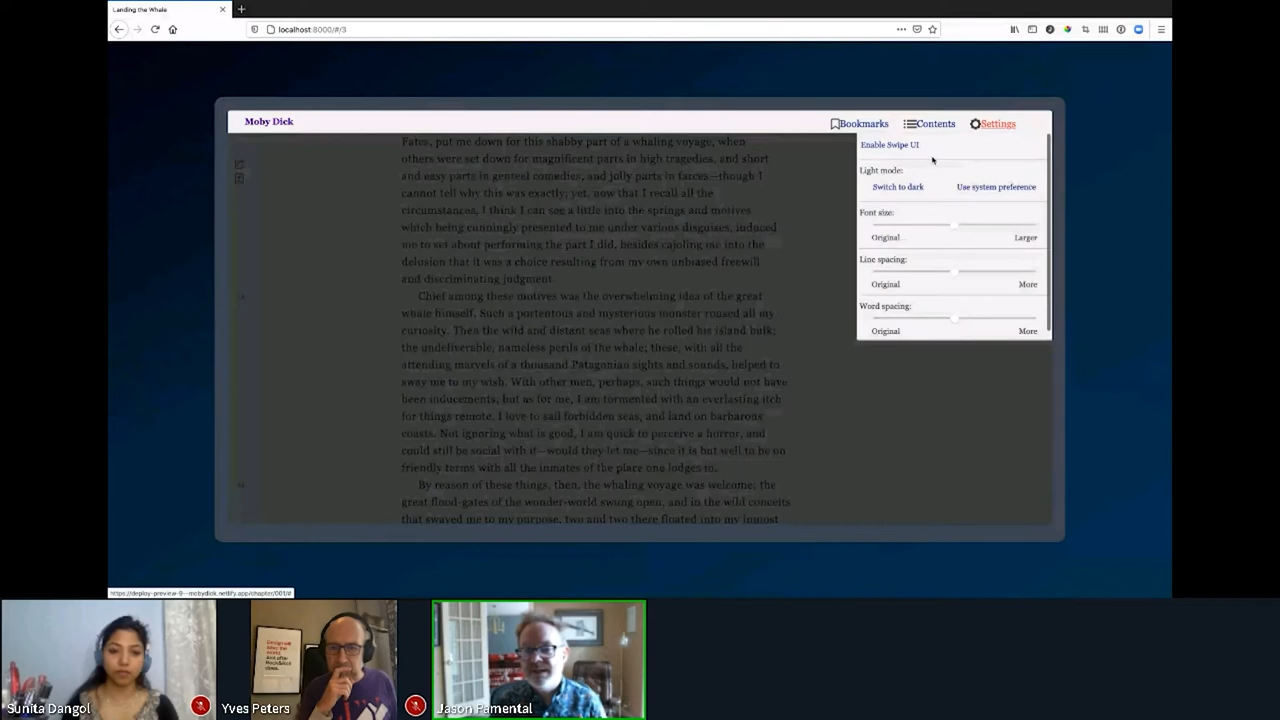 Landing the Whale
localhost:8000/#/3
Moby Dick
Bookmarks
Contents
Settings
Enable Swipe UI
Light mode:
Switch to dark
Use system preference
Font size:
Original
Larger
Line spacing:
Original
More
Word spacing:
Original
More
Fates, put me down for this shabby part of a whaling voyage, when
others were set down for magnificent parts in high tragedies, and short
and easy parts in genteel comedies, and jolly parts in farces—though I
cannot tell why this was exactly; yet, now that I recall all the
circumstances, I think I can see a little into the springs and motives
which being cunningly presented to me under various disguises, induced
me to set about performing the part I did, besides cajoling me into the
delusion that it was a choice resulting from my own unbiased freewill
and discriminating judgment.
Chief among these motives was the overwhelming idea of the great
whale himself. Such a portentous and mysterious monster roused all my
curiosity. Then the wild and distant seas where he rolled his island bulk;
the undeliverable, nameless perils of the whale; these, with all the
attending marvels of a thousand Patagonian sights and sounds, helped to
sway me to my wish. With other men, perhaps, such things would not have
been inducements; but as for me, I am tormented with an everlasting itch
for things remote. I love to sail forbidden seas, and land on barbarous
coasts. Not ignoring what is good, I am quick to perceive a horror, and
could still be social with it—would they let me—since it is but well to be on
friendly terms with all the inmates of the place one lodges in.
By reason of these things, then, the whaling voyage was welcome; the
great flood-gates of the wonder-world swung open, and in the wild conceits
that swayed me to my purpose, two and two there floated into my inmost
https://deploy-preview-9--mobydick.netlify.app/chapter/001/#
Sunita Dangol
Yves Peters
Jason Pamental